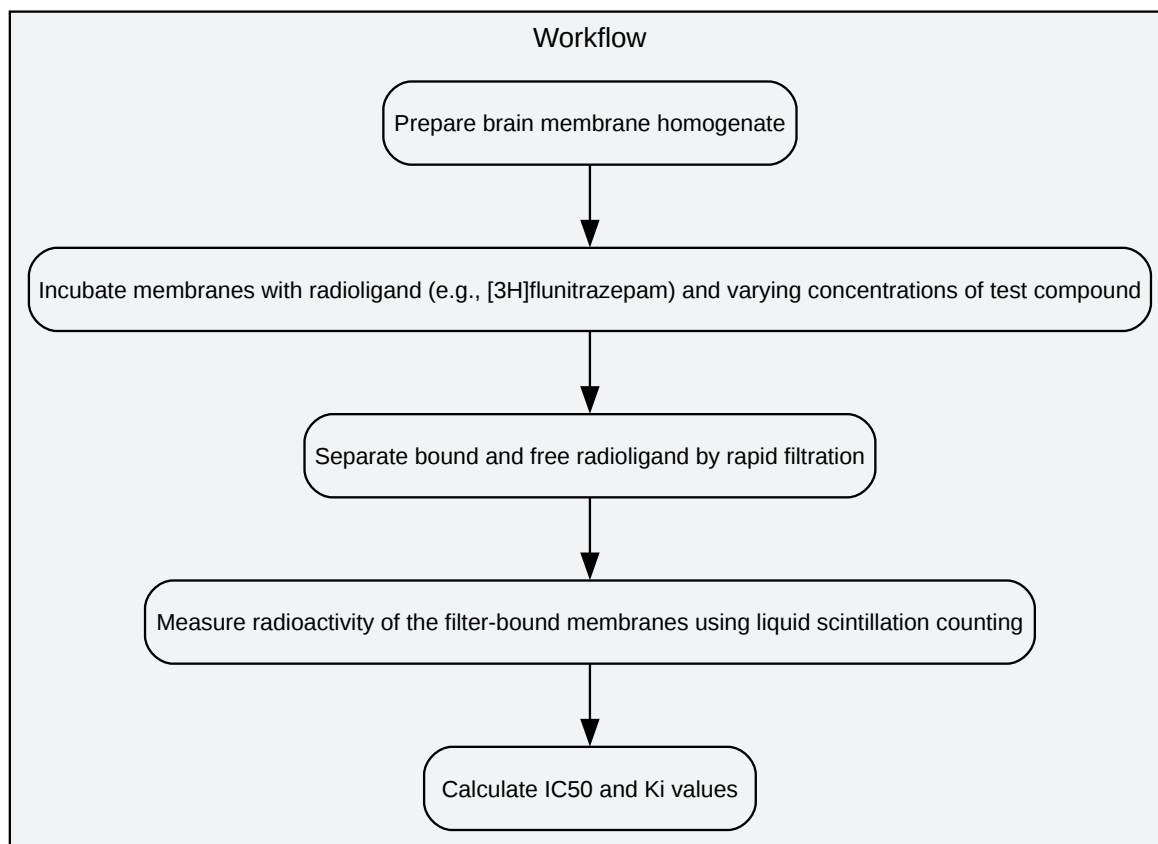 Workflow
Prepare brain membrane homogenate
Incubate membranes with radioligand (e.g., [3H]flunitrazepam) and varying concentrations of test compound
Separate bound and free radioligand by rapid filtration
Measure radioactivity of the filter-bound membranes using liquid scintillation counting
Calculate IC50 and Ki values